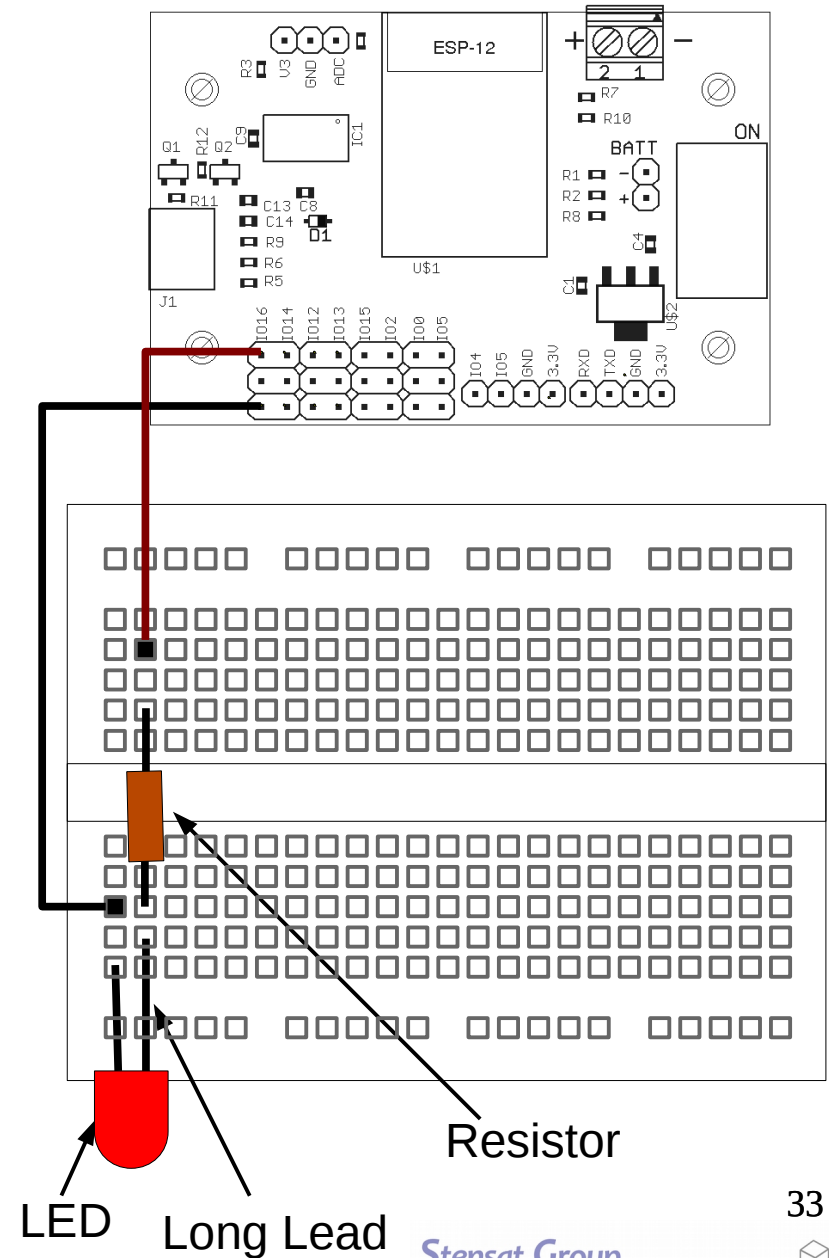 ESP-12
+ −
2 1
R3
V3
GND
ADC
R7
R10
ON
BATT
−
+
Q1
R12
Q2
C9
IC1
R1
R2
R8
R11
C13 C8
C14
D1
R9
R6
R5
C4
C1
U$1
U$2
J1
IO16
IO14
IO12
IO13
IO15
IO2
IO0
IO5
IO4
IO5
GND
3.3V
RXD
TXD
GND
3.3V
Resistor
LED
Long Lead
33
Stensat Group